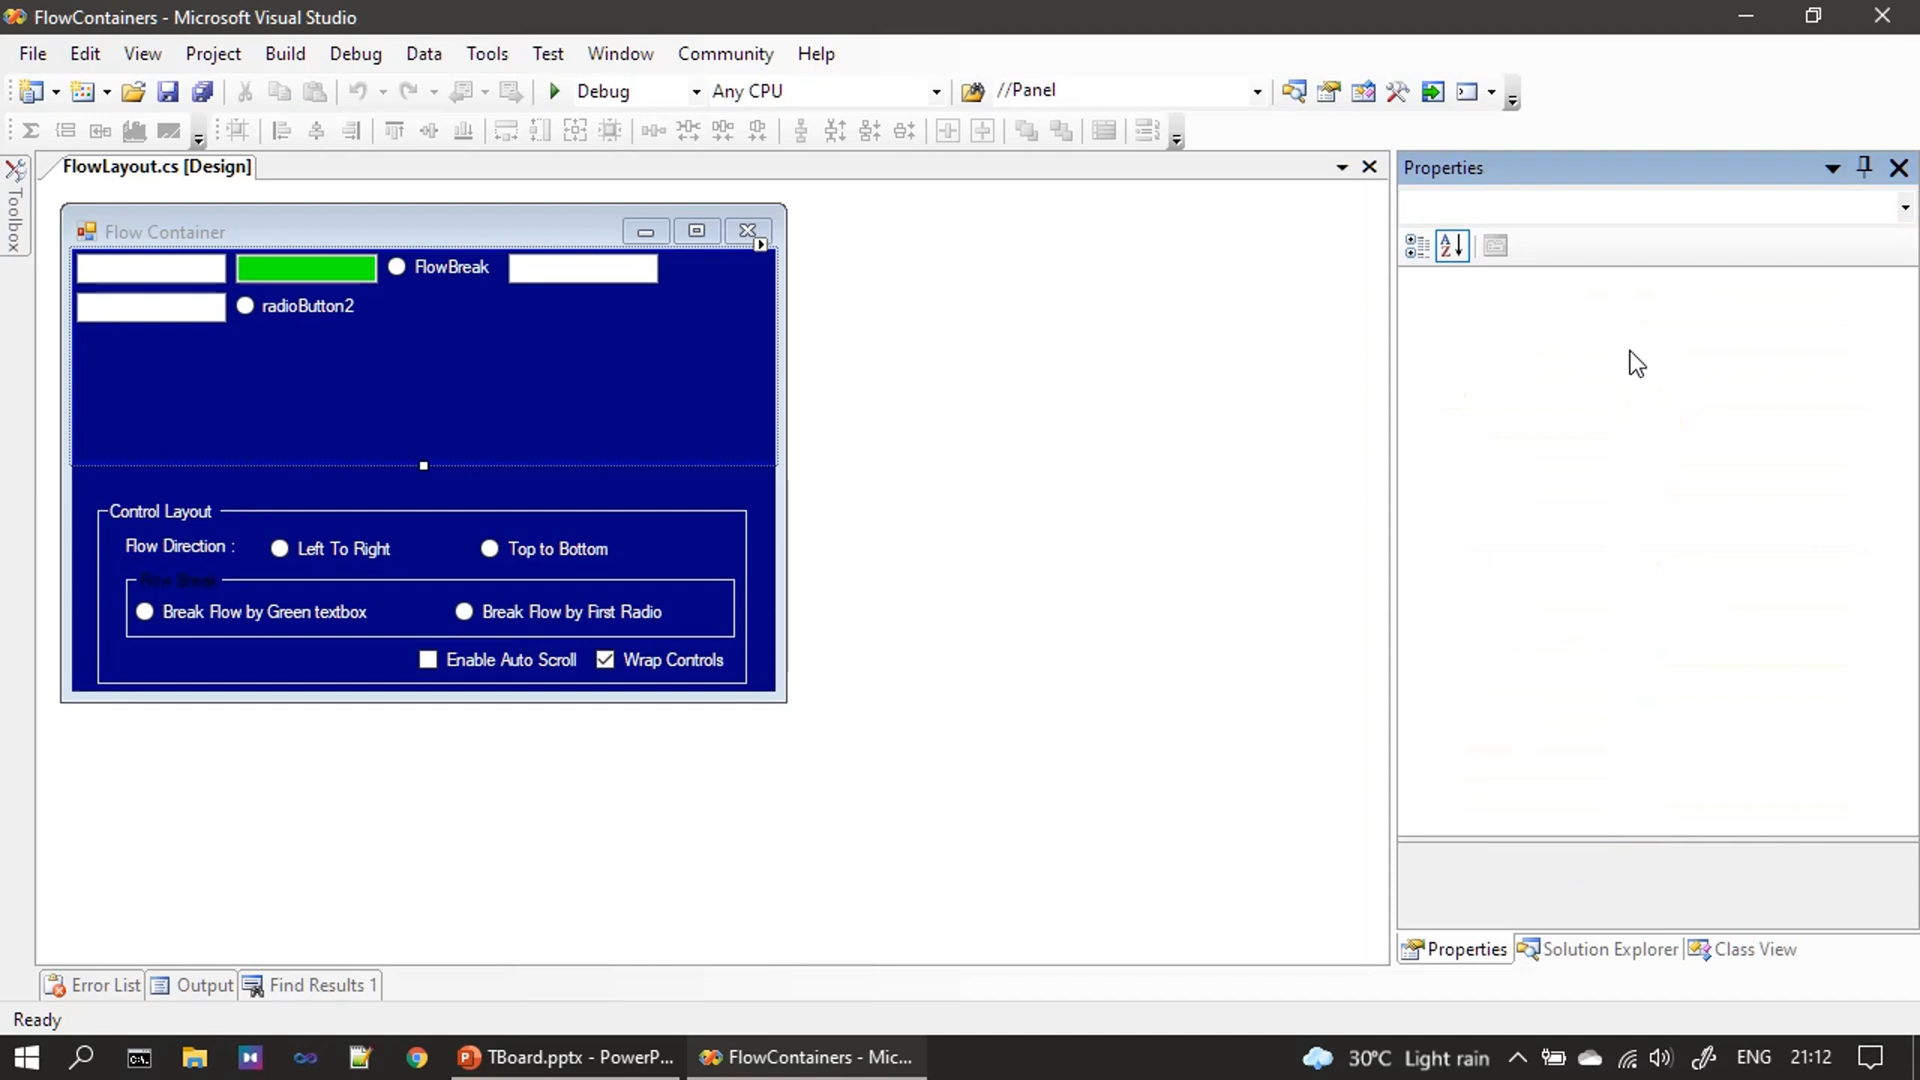 FlowContainers - Microsoft Visual Studio
File Edit View Project Build Debug Data Tools Test Window Community Help
Debug Any CPU //Panel
FlowLayout.cs [Design]
Properties
Toolbox
Flow Container
FlowBreak
radioButton2
Control Layout
Flow Direction : Left To Right Top to Bottom
Flow Break
Break Flow by Green textbox Break Flow by First Radio
Enable Auto Scroll Wrap Controls
Properties Solution Explorer Class View
Error List Output Find Results 1
Ready
TBoard.pptx - PowerP... FlowContainers - Mic... 30°C Light rain ENG 21:12